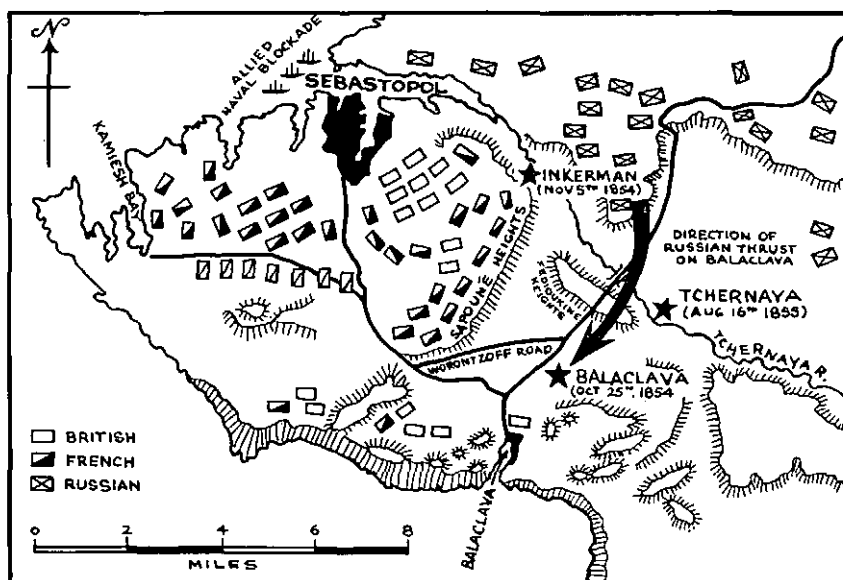 N
ALLIED
NAVAL BLOCKADE
SEBASTOPOL
KAMIESH BAY
INKERMAN
(NOV 5TH 1854)
SAPOUNE HEIGHTS
FEDIOUKINE
HEIGHTS
DIRECTION OF
RUSSIAN THRUST
ON BALACLAVA
TCHERNAYA
(AUG 16TH 1855)
TCHERNAYA R.
WORONTZOFF ROAD
BALACLAVA
(OCT 25TH. 1854)
BRITISH
FRENCH
RUSSIAN
BALACLAVA
0 2 4 6 8
MILES